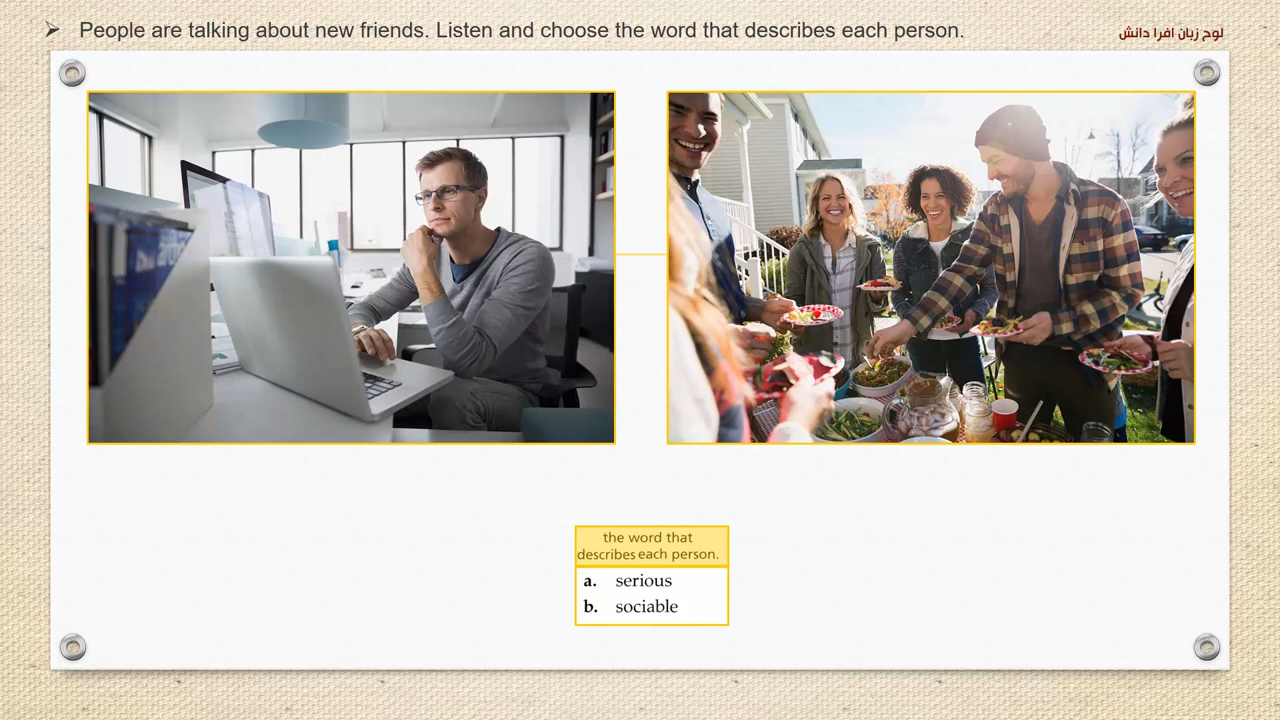 ➢ People are talking about new friends. Listen and choose the word that describes each person.
لوح زبان افرا دانش
the word that
describes each person.
a. serious
b. sociable